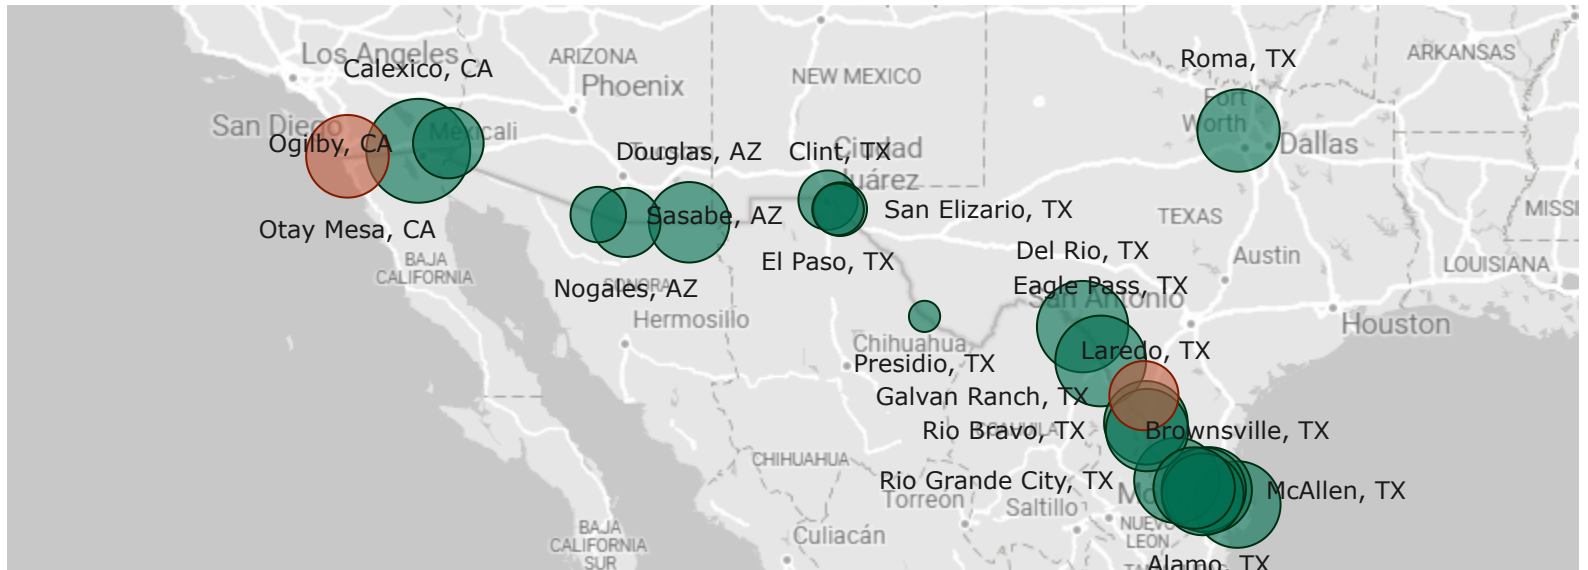 Los Angeles
Calexico, CA
ARIZONA
Phoenix
NEW MEXICO
Roma, TX
ARKANSAS
Fort
Worth
San Diego
Ogilby, CA
Mexicali
Douglas, AZ
Tucson
Clint, TX
Ciudad
Juárez
Dallas
Sasabe, AZ
San Elizario, TX
TEXAS
MISSI
Otay Mesa, CA
BAJA
CALIFORNIA
El Paso, TX
Del Rio, TX
Austin
LOUISIANA
Nogales, AZ
SONORA
Eagle Pass, TX
San Antonio
Hermosillo
Houston
Chihuahua
Laredo, TX
Presidio, TX
Galvan Ranch, TX
COAHUILA
Rio Bravo, TX
Brownsville, TX
CHIHUAHUA
Rio Grande City, TX
Torreón
Saltillo
Mo
McAllen, TX
NUEVO
LEÓN
BAJA
CALIFORNIA
SUR
Culiacán
Alamo, TX